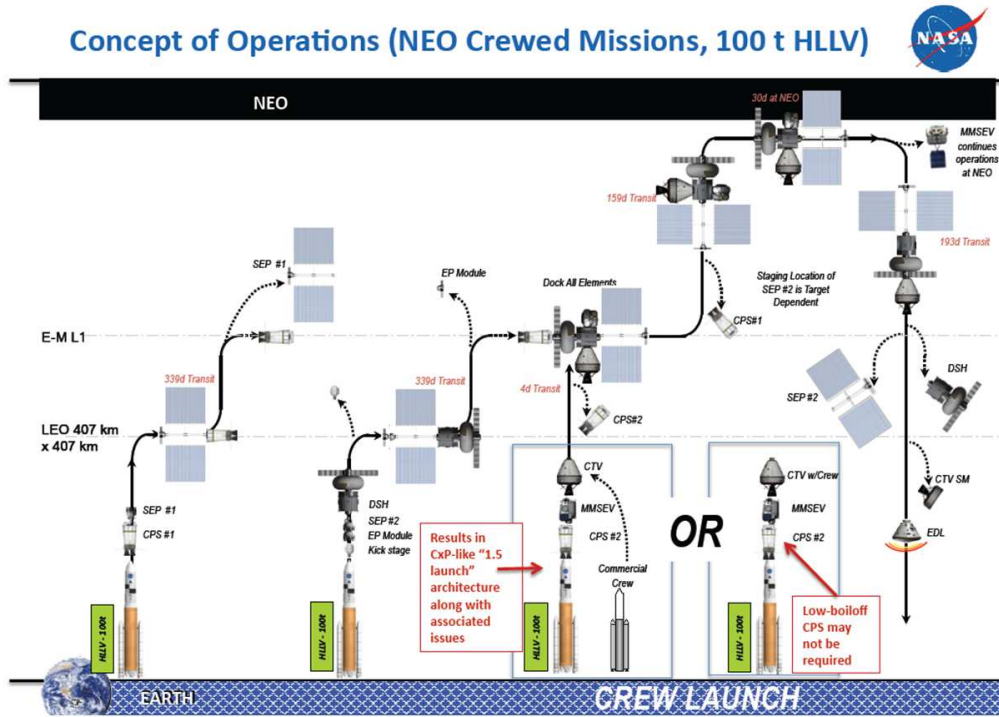 Concept of Operations (NEO Crewed Missions, 100 t HLLV)
NASA
NEO
30d at NEO
MMSEV
continues
operations
at NEO
159d Transit
193d Transit
SEP #1
EP Module
Dock All Elements
Staging Location of
SEP #2 is Target
Dependent
CPS#1
E-M L1
339d Transit
339d Transit
4d Transit
SEP #2
DSH
CPS#2
LEO 407 km
x 407 km
CTV
CTV w/Crew
CTV SM
SEP #1
CPS #1
DSH
SEP #2
EP Module
Kick stage
MMSEV
CPS #2
OR
MMSEV
CPS #2
EDL
Results in
CxP-like “1.5
launch”
architecture
along with
associated
issues
Commercial
Crew
Low-boiloff
CPS may
not be
required
HLLV - 100t
HLLV - 100t
HLLV - 100t
HLLV - 100t
EARTH
CREW LAUNCH